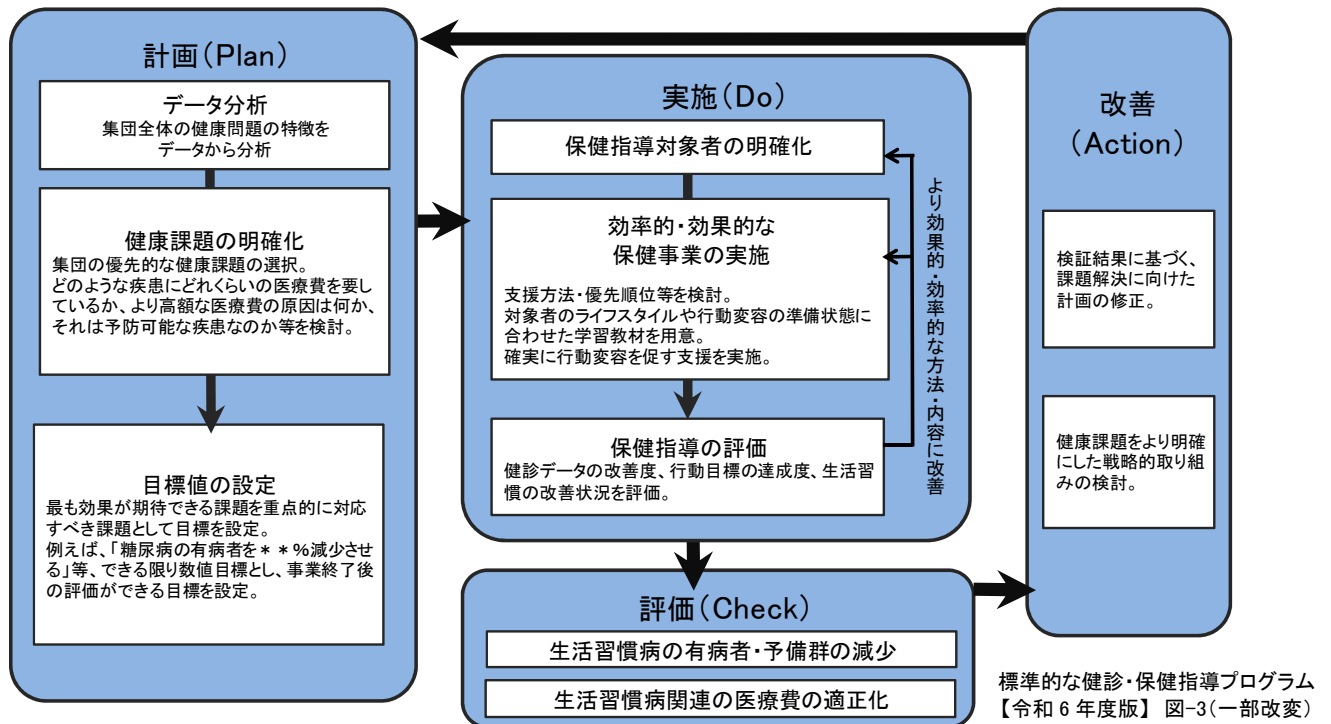 計画(Plan)
データ分析
集団全体の健康問題の特徴を
データから分析
健康課題の明確化
集団の優先的な健康課題の選択。
どのような疾患にどれくらいの医療費を要し
ているか、より高額な医療費の原因は何か、
それは予防可能な疾患なのか等を検討。
目標値の設定
最も効果が期待できる課題を重点的に対応
すべき課題として目標を設定。
例えば、「糖尿病の有病者を＊＊%減少させ
る」等、できる限り数値目標とし、事業終了後
の評価ができる目標を設定。
実施(Do)
保健指導対象者の明確化
効率的・効果的な
保健事業の実施
支援方法・優先順位等を検討。
対象者のライフスタイルや行動変容の準備状態に
合わせた学習教材を用意。
確実に行動変容を促す支援を実施。
保健指導の評価
健診データの改善度、行動目標の達成度、生活習
慣の改善状況を評価。
より効果的・効率的な方法・内容に改善
評価(Check)
生活習慣病の有病者・予備群の減少
生活習慣病関連の医療費の適正化
改善
(Action)
検証結果に基づく、
課題解決に向けた
計画の修正。
健康課題をより明確
にした戦略的取り組
みの検討。
標準的な健診・保健指導プログラム
【令和6年度版】 図-3(一部改変)